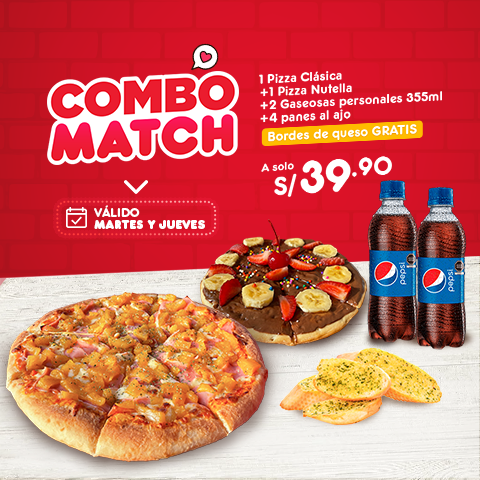 COMBO
MATCH
1 Pizza Clásica
+1 Pizza Nutella
+2 Gaseosas personales 355ml
+4 panes al ajo
Bordes de queso GRATIS
A solo
S/39.90
VÁLIDO
MARTES Y JUEVES
pepsi
pepsi